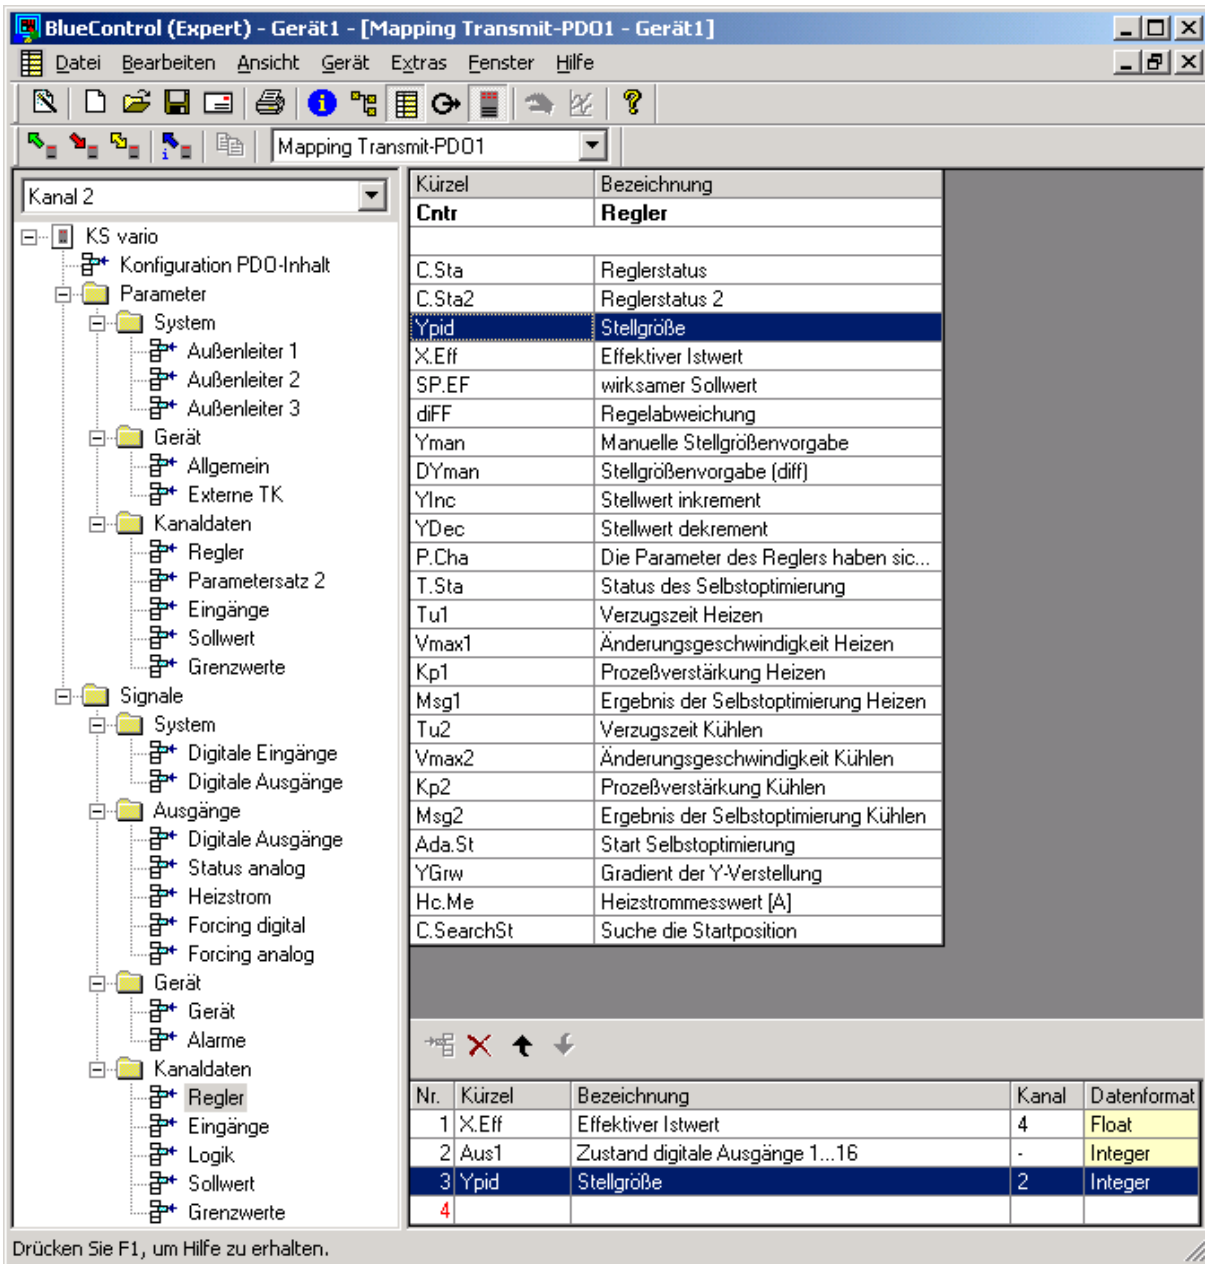 BlueControl (Expert) - Gerät1 - [Mapping Transmit-PDO1 - Gerät1]
Datei Bearbeiten Ansicht Gerät Extras Fenster Hilfe
Mapping Transmit-PDO1
Kanal 2
KS vario
Konfiguration PDO-Inhalt
Parameter
System
Außenleiter 1
Außenleiter 2
Außenleiter 3
Gerät
Allgemein
Externe TK
Kanaldaten
Regler
Parametersatz 2
Eingänge
Sollwert
Grenzwerte
Signale
System
Digitale Eingänge
Digitale Ausgänge
Ausgänge
Digitale Ausgänge
Status analog
Heizstrom
Forcing digital
Forcing analog
Gerät
Gerät
Alarme
Kanaldaten
Regler
Eingänge
Logik
Sollwert
Grenzwerte
Kürzel Bezeichnung
Cntr Regler
C.Sta Reglerstatus
C.Sta2 Reglerstatus 2
Ypid Stellgröße
X.Eff Effektiver Istwert
SP.EF wirksamer Sollwert
diFF Regelabweichung
Yman Manuelle Stellgrößenvorgabe
DYman Stellgrößenvorgabe (diff)
YInc Stellwert inkrement
YDec Stellwert dekrement
P.Cha Die Parameter des Reglers haben sic...
T.Sta Status des Selbstoptimierung
Tu1 Verzugszeit Heizen
Vmax1 Änderungsgeschwindigkeit Heizen
Kp1 Prozeßverstärkung Heizen
Msg1 Ergebnis der Selbstoptimierung Heizen
Tu2 Verzugszeit Kühlen
Vmax2 Änderungsgeschwindigkeit Kühlen
Kp2 Prozeßverstärkung Kühlen
Msg2 Ergebnis der Selbstoptimierung Kühlen
Ada.St Start Selbstoptimierung
YGrw Gradient der Y-Verstellung
Hc.Me Heizstrommesswert [A]
C.SearchSt Suche die Startposition
Nr. Kürzel Bezeichnung Kanal Datenformat
1 X.Eff Effektiver Istwert 4 Float
2 Aus1 Zustand digitale Ausgänge 1...16 - Integer
3 Ypid Stellgröße 2 Integer
4
Drücken Sie F1, um Hilfe zu erhalten.